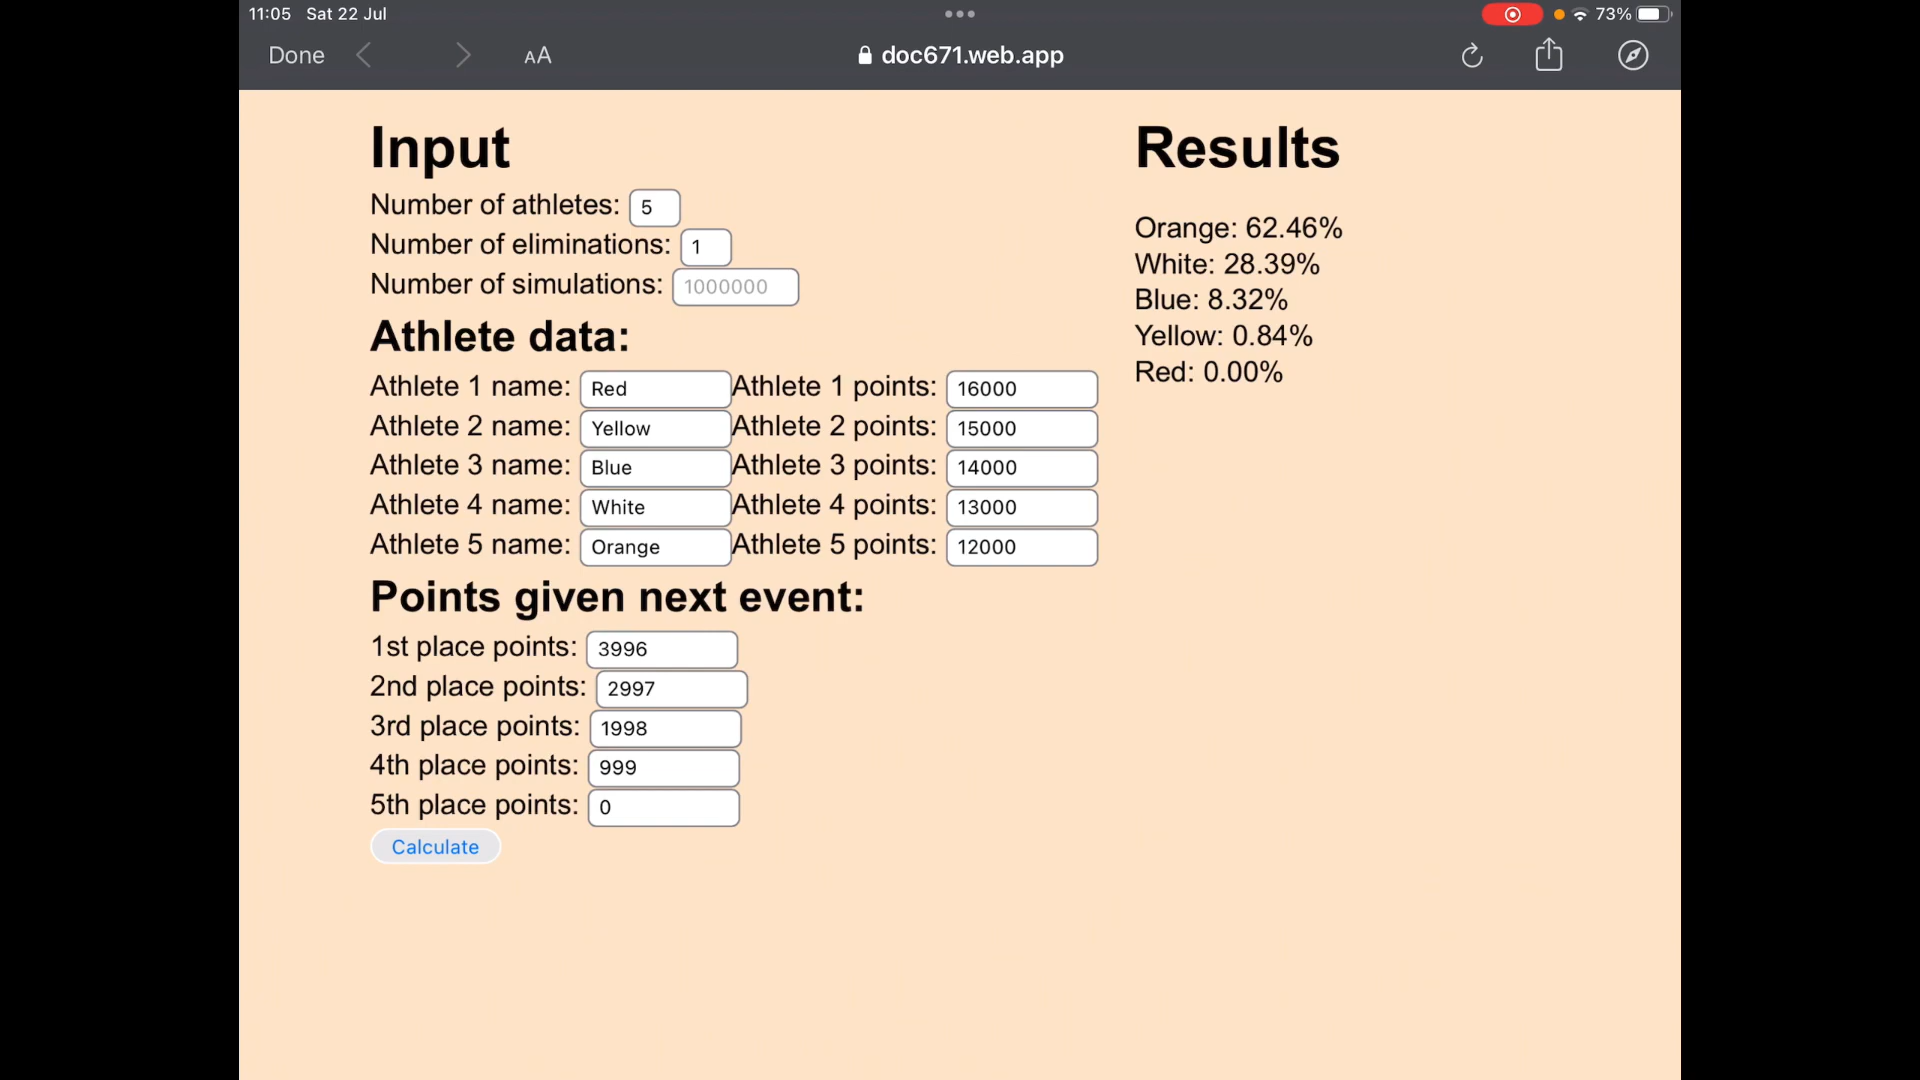 11:05 Sat 22 Jul
73%
Done
AA
doc671.web.app
Input
Number of athletes: 5
Number of eliminations: 1
Number of simulations: 1000000
Athlete data:
Athlete 1 name: Red Athlete 1 points: 16000
Athlete 2 name: Yellow Athlete 2 points: 15000
Athlete 3 name: Blue Athlete 3 points: 14000
Athlete 4 name: White Athlete 4 points: 13000
Athlete 5 name: Orange Athlete 5 points: 12000
Points given next event:
1st place points: 3996
2nd place points: 2997
3rd place points: 1998
4th place points: 999
5th place points: 0
Calculate
Results
Orange: 62.46%
White: 28.39%
Blue: 8.32%
Yellow: 0.84%
Red: 0.00%